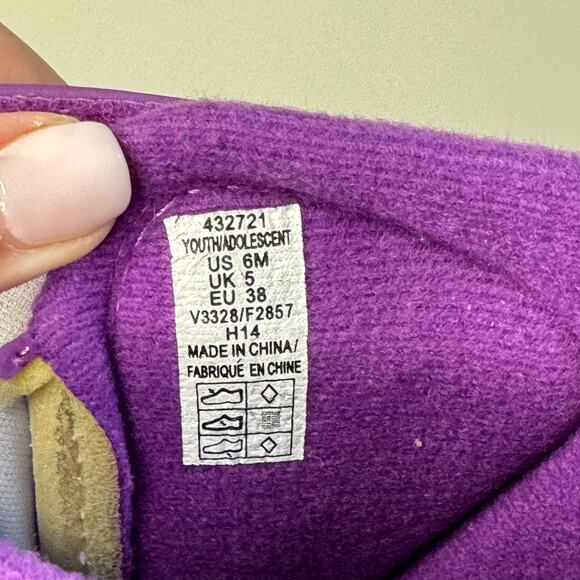 432721
YOUTH/ADOLESCENT
US 6M
UK 5
EU 38
V3328/F2857
H14
MADE IN CHINA/
FABRIQUÉ EN CHINE